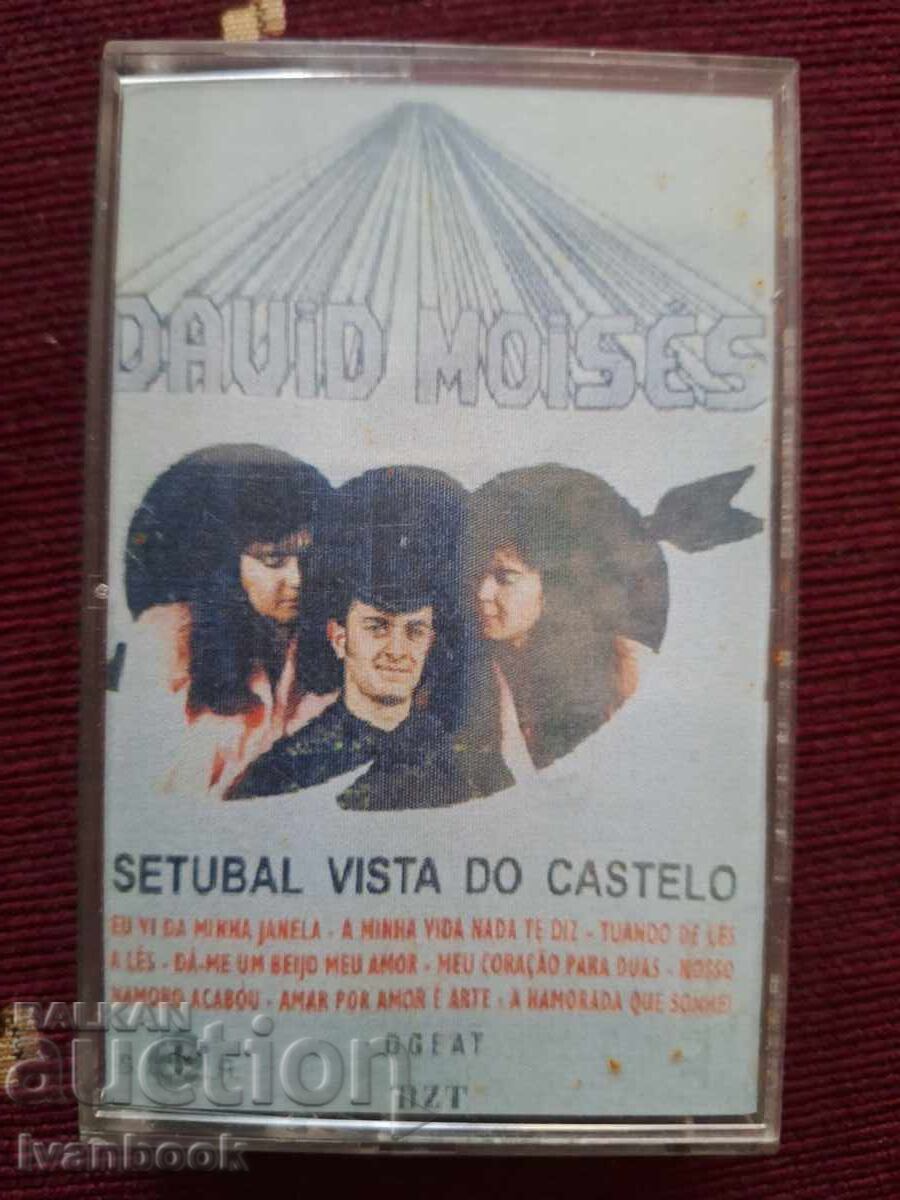 DAViD MOiSÉS
SETUBAL VISTA DO CASTELO
EU VI DA MINHA JANELA - A MINHA VIDA NADA TE DIZ - TUANDO DE LES
A LÊS - DÁ-ME UM BEIJO MEU AMOR - MEU CORAÇÃO PARA DUAS - NOSSO
NAMORO ACABOU - AMAR POR AMOR É ARTE - A NAMORADA QUE SONHEI
DGEAT
BZT
BALKAN
auction
Ivanbook